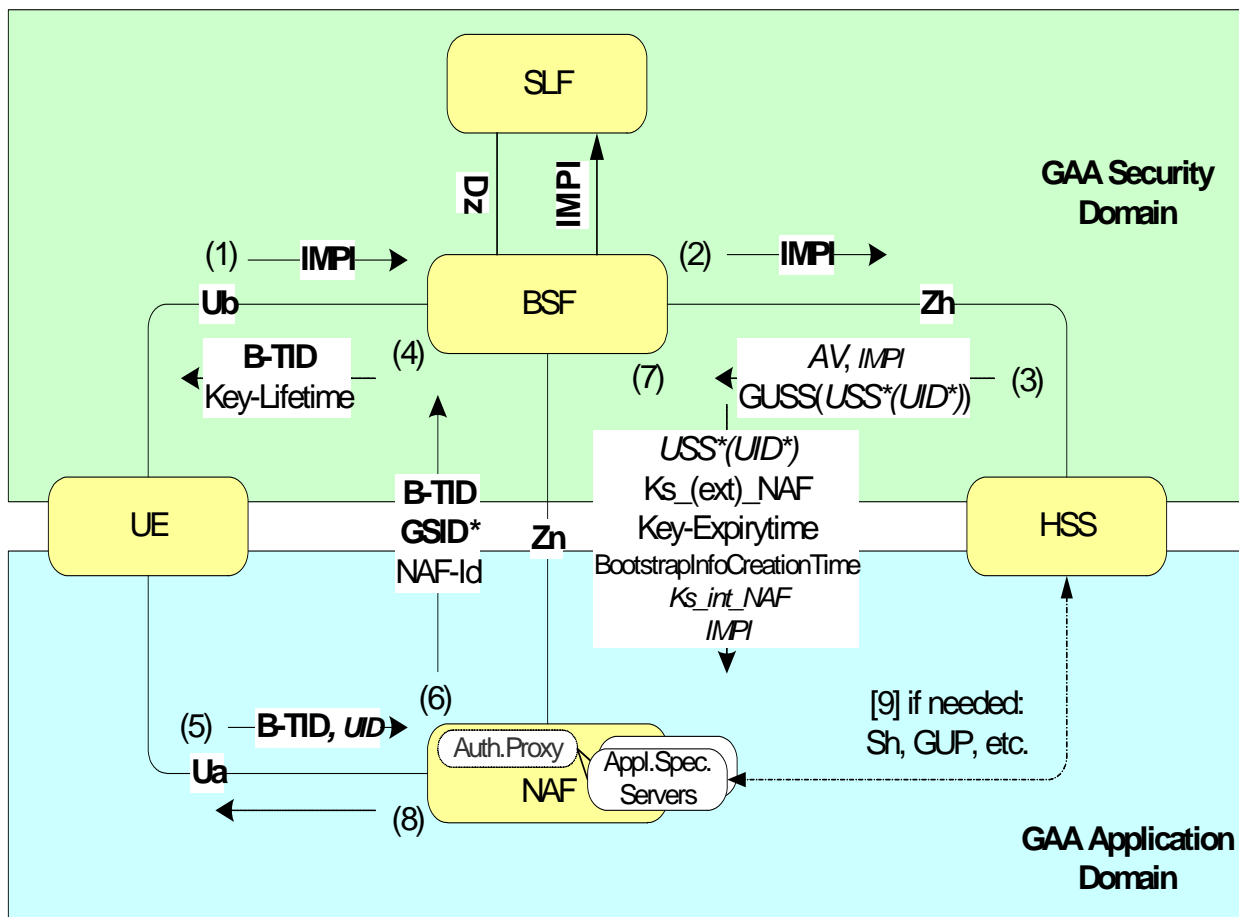 SLF
GAA Security
Domain
Dz
IMPI
(1)
IMPI
(2)
IMPI
Ub
BSF
Zh
B-TID
Key-Lifetime
(4)
(7)
AV, IMPI
GUSS(USS*(UID*))
(3)
USS*(UID*)
Ks_(ext)_NAF
Key-Expirytime
BootstrapInfoCreationTime
Ks_int_NAF
IMPI
B-TID
GSID*
NAF-Id
Zn
UE
HSS
(6)
(5)
B-TID, UID
[9] if needed:
Sh, GUP, etc.
Auth.Proxy
NAF
Appl.Spec.
Servers
Ua
(8)
GAA Application
Domain